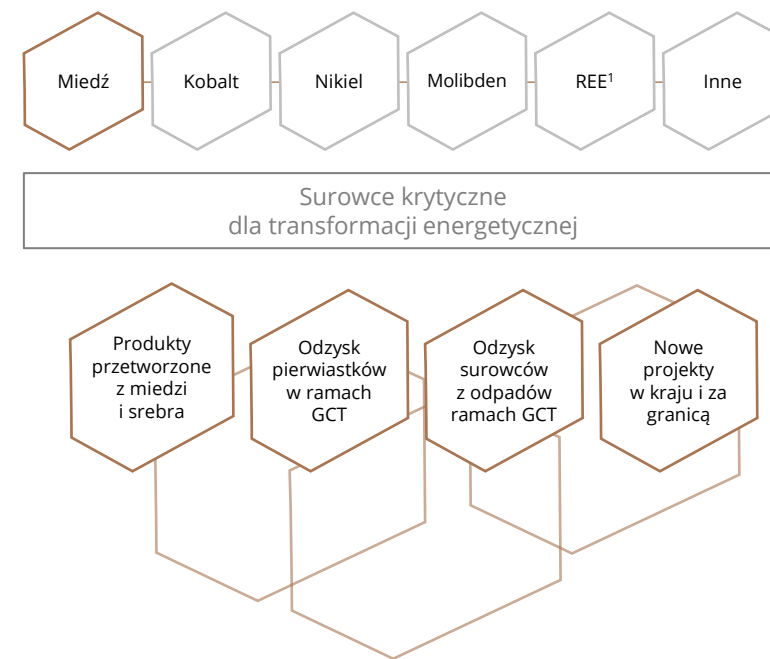 Miedź
Kobalt
Nikiel
Molibden
REE¹
Inne
Surowce krytyczne
dla transformacji energetycznej
Produkty
przetworzone
z miedzi
i srebra
Odzysk
pierwiastków
w ramach
GCT
Odzysk
surowców
z odpadów
ramach GCT
Nowe
projekty
w kraju i za
granicą